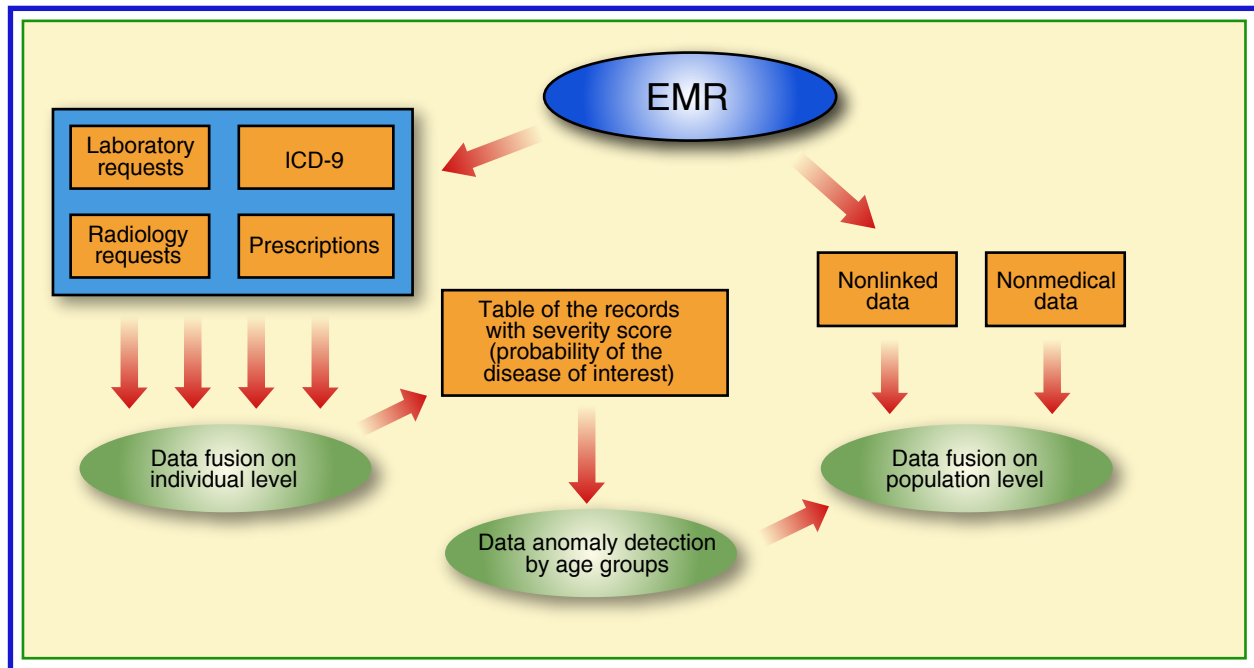 EMR
Laboratory
requests
ICD-9
Radiology
requests
Prescriptions
Nonlinked
data
Nonmedical
data
Table of the records
with severity score
(probability of the
disease of interest)
Data fusion on
individual level
Data fusion on
population level
Data anomaly detection
by age groups